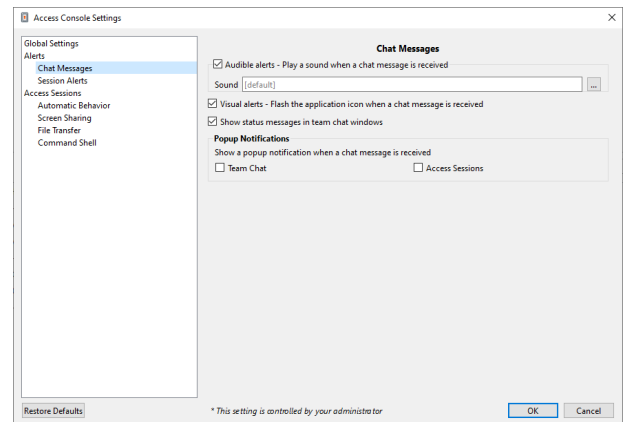 Access Console Settings
Global Settings
Alerts
Chat Messages
Session Alerts
Access Sessions
Automatic Behavior
Screen Sharing
File Transfer
Command Shell
Chat Messages
Audible alerts - Play a sound when a chat message is received
Sound [default] ...
Visual alerts - Flash the application icon when a chat message is received
Show status messages in team chat windows
Popup Notifications
Show a popup notification when a chat message is received
Team Chat Access Sessions
Restore Defaults * This setting is controlled by your administrator OK Cancel